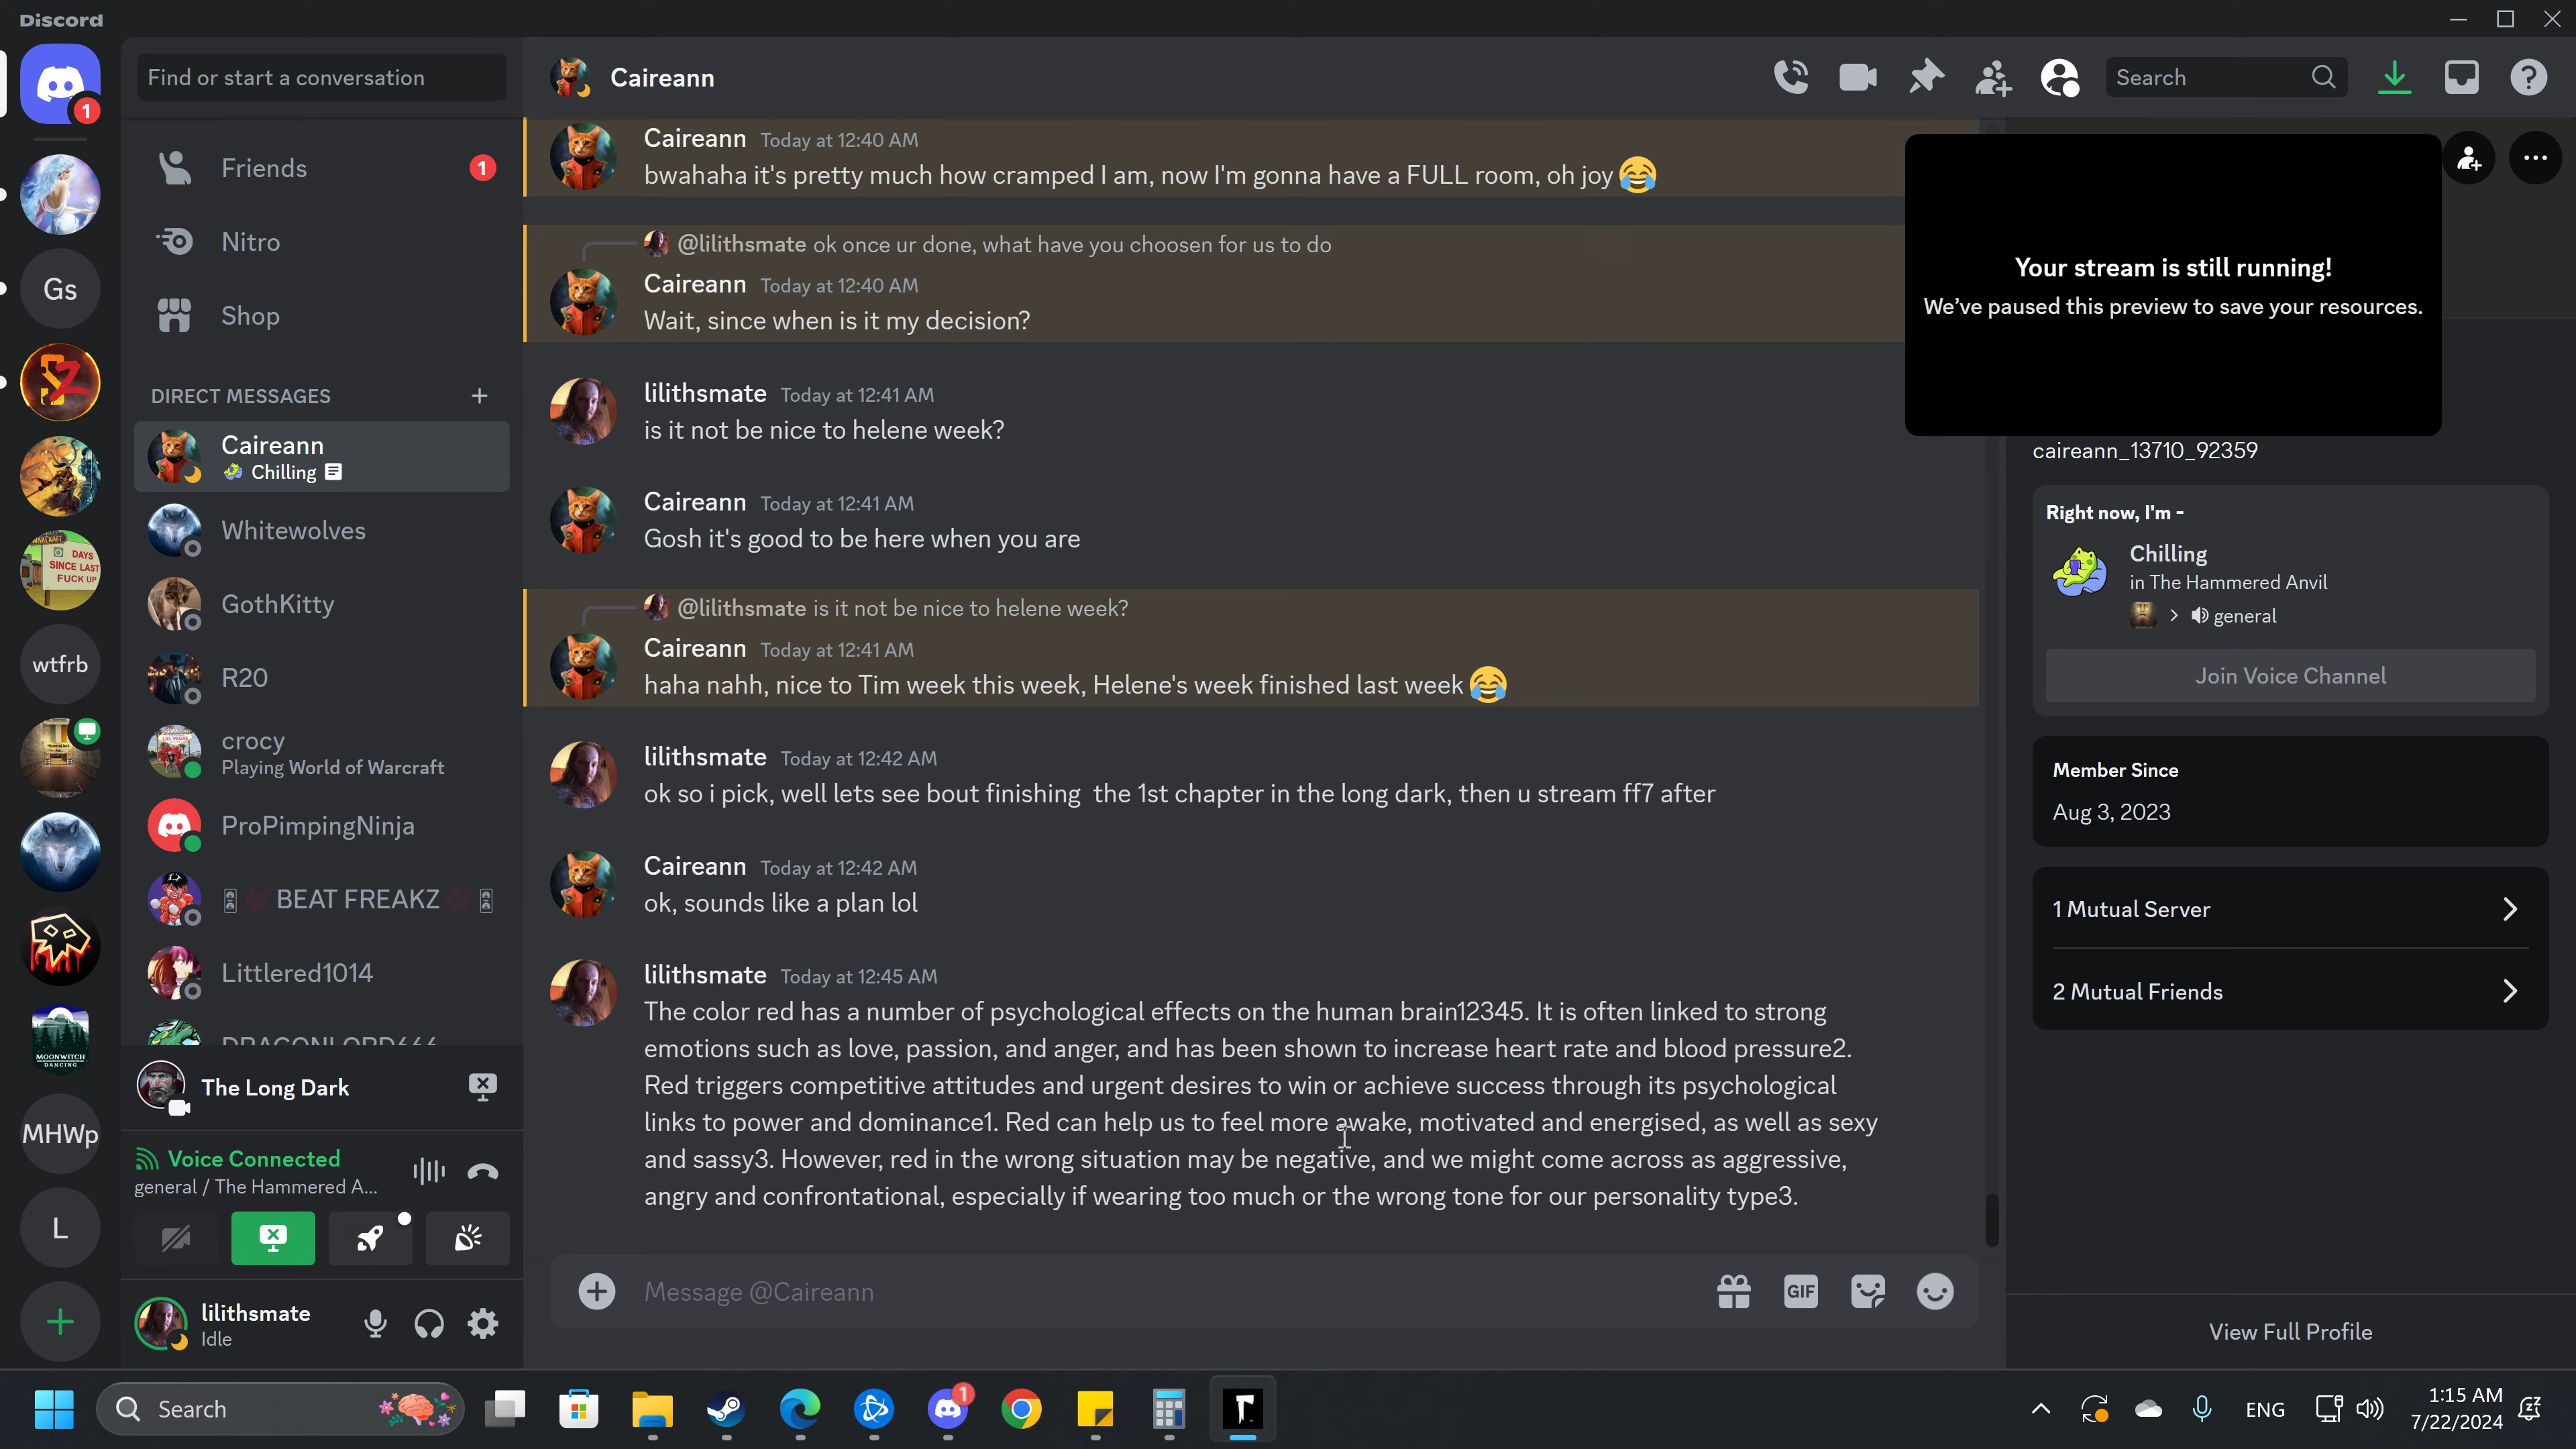 Discord
Find or start a conversation
Caireann
Search
1
Friends
1
Nitro
Shop
DIRECT MESSAGES
Caireann
Chilling
Whitewolves
GothKitty
R20
crocy
Playing World of Warcraft
ProPimpingNinja
BEAT FREAKZ
Littlered1014
DRAGONLORD666
Gs
DAYS
SINCE LAST
FUCK UP
wtfrb
MOONWITCH
DANCING
MHWp
L
The Long Dark
Voice Connected
general / The Hammered A...
lilithsmate
Idle
Caireann Today at 12:40 AM
bwahaha it's pretty much how cramped I am, now I'm gonna have a FULL room, oh joy 😂
@lilithsmate ok once ur done, what have you choosen for us to do
Caireann Today at 12:40 AM
Wait, since when is it my decision?
lilithsmate Today at 12:41 AM
is it not be nice to helene week?
Caireann Today at 12:41 AM
Gosh it's good to be here when you are
@lilithsmate is it not be nice to helene week?
Caireann Today at 12:41 AM
haha nahh, nice to Tim week this week, Helene's week finished last week 😂
lilithsmate Today at 12:42 AM
ok so i pick, well lets see bout finishing  the 1st chapter in the long dark, then u stream ff7 after
Caireann Today at 12:42 AM
ok, sounds like a plan lol
lilithsmate Today at 12:45 AM
The color red has a number of psychological effects on the human brain12345. It is often linked to strong
emotions such as love, passion, and anger, and has been shown to increase heart rate and blood pressure2.
Red triggers competitive attitudes and urgent desires to win or achieve success through its psychological
links to power and dominance1. Red can help us to feel more awake, motivated and energised, as well as sexy
and sassy3. However, red in the wrong situation may be negative, and we might come across as aggressive,
angry and confrontational, especially if wearing too much or the wrong tone for our personality type3.
Message @Caireann
GIF
Your stream is still running!
We've paused this preview to save your resources.
caireann_13710_92359
Right now, I'm -
Chilling
in The Hammered Anvil
general
Join Voice Channel
Member Since
Aug 3, 2023
1 Mutual Server
2 Mutual Friends
View Full Profile
Search
1
ENG
1:15 AM
7/22/2024